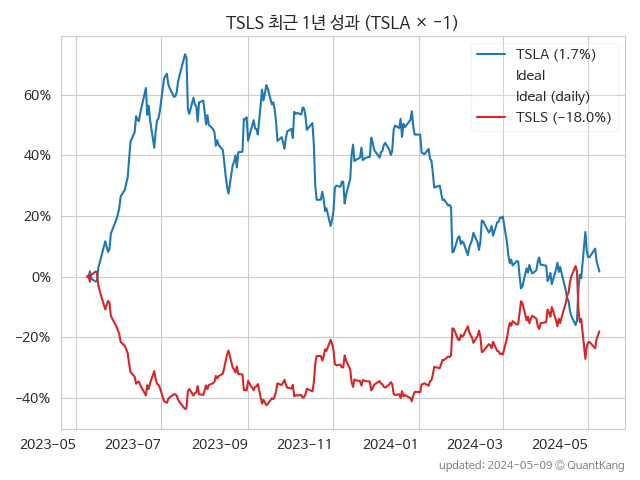 TSLS 최근 1년 성과 (TSLA × −1)
TSLA (1.7%)
Ideal
Ideal (daily)
TSLS (−18.0%)
60%
40%
20%
0%
−20%
−40%
2023-05
2023-07
2023-09
2023-11
2024-01
2024-03
2024-05
updated: 2024-05-09 © QuantKang